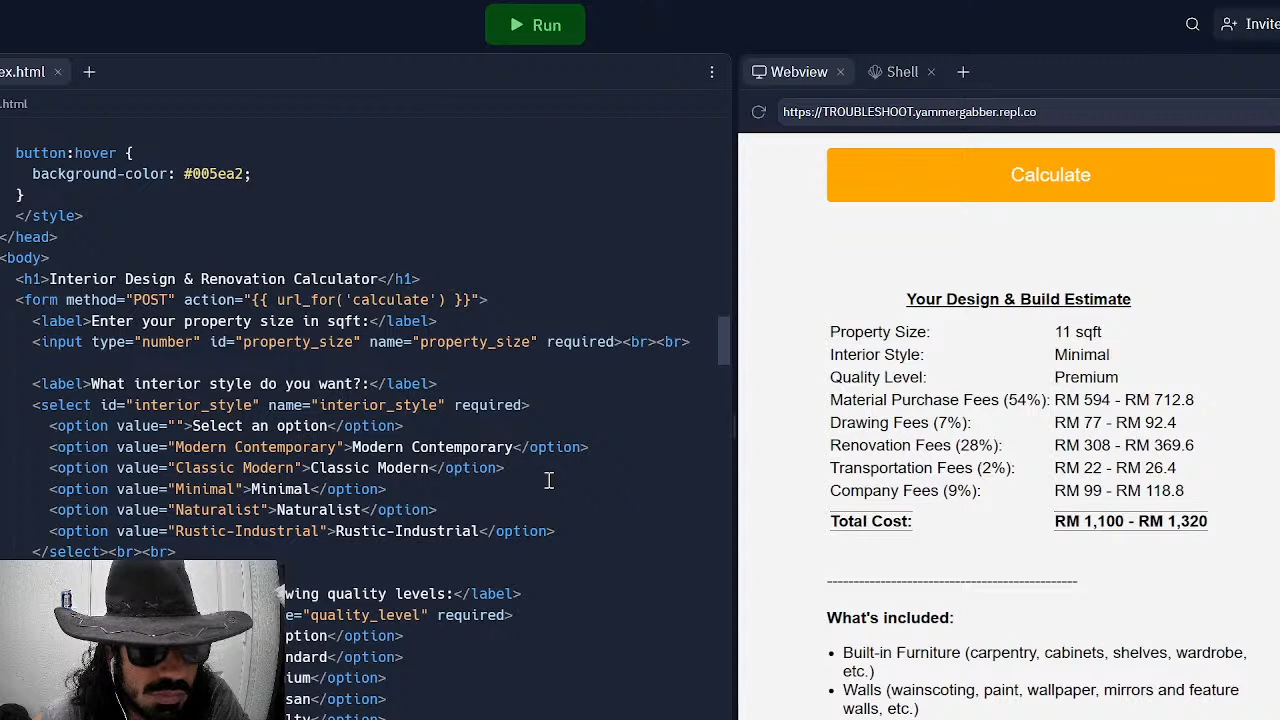 Run
Invite
ex.html × +
.html
button:hover {
background-color: #005ea2;
}
</style>
</head>
<body>
<h1>Interior Design & Renovation Calculator</h1>
<form method="POST" action="{{ url_for('calculate') }}">
<label>Enter your property size in sqft:</label>
<input type="number" id="property_size" name="property_size" required><br><br>
<label>What interior style do you want?:</label>
<select id="interior_style" name="interior_style" required>
<option value="">Select an option</option>
<option value="Modern Contemporary">Modern Contemporary</option>
<option value="Classic Modern">Classic Modern</option>
<option value="Minimal">Minimal</option>
<option value="Naturalist">Naturalist</option>
<option value="Rustic-Industrial">Rustic-Industrial</option>
</select><br><br>
wing quality levels:</label>
e="quality_level" required>
ption</option>
ndard</option>
ium</option>
san</option>
Webview × Shell × +
https://TROUBLESHOOT.yammergabber.repl.co
Calculate
Your Design & Build Estimate
Property Size: 11 sqft
Interior Style: Minimal
Quality Level: Premium
Material Purchase Fees (54%): RM 594 - RM 712.8
Drawing Fees (7%): RM 77 - RM 92.4
Renovation Fees (28%): RM 308 - RM 369.6
Transportation Fees (2%): RM 22 - RM 26.4
Company Fees (9%): RM 99 - RM 118.8
Total Cost: RM 1,100 - RM 1,320
------------------------------------------------
What's included:
• Built-in Furniture (carpentry, cabinets, shelves, wardrobe,
etc.)
• Walls (wainscoting, paint, wallpaper, mirrors and feature
walls, etc.)